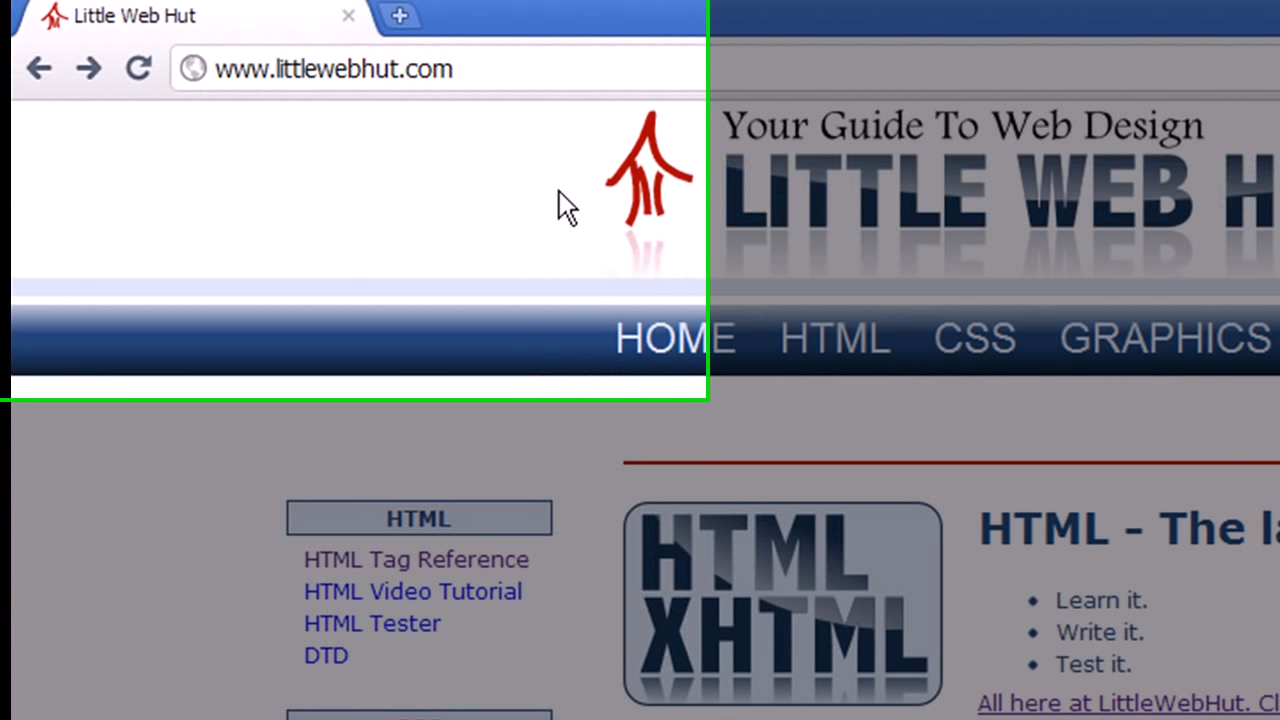 Little Web Hut
www.littlewebhut.com
Your Guide To Web Design
LITTLE WEB H
HOME HTML CSS GRAPHICS
HTML
HTML Tag Reference
HTML Video Tutorial
HTML Tester
DTD
HTML
XHTML
HTML – The la
• Learn it.
• Write it.
• Test it.
All here at LittleWebHut. Cl